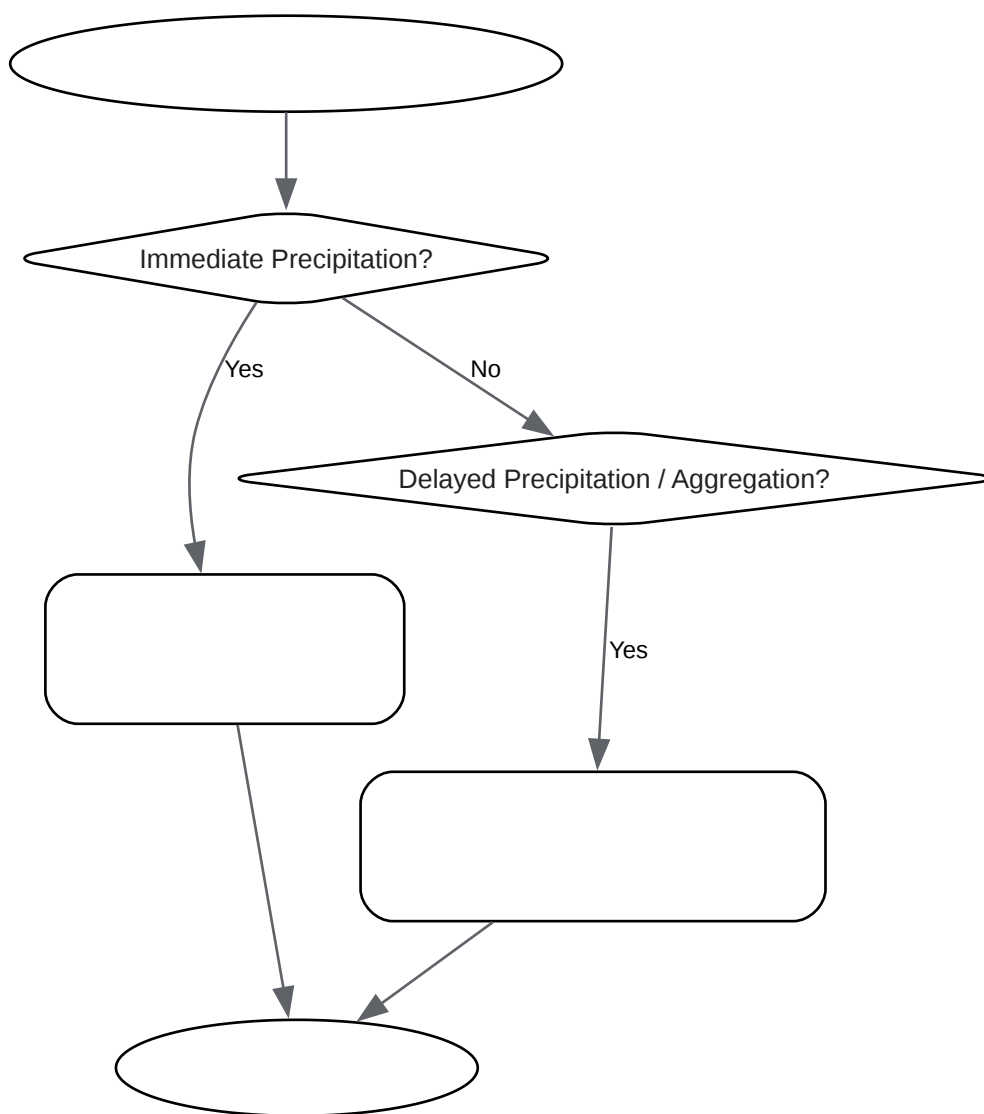 Immediate Precipitation?
Yes
No
Delayed Precipitation / Aggregation?
Yes